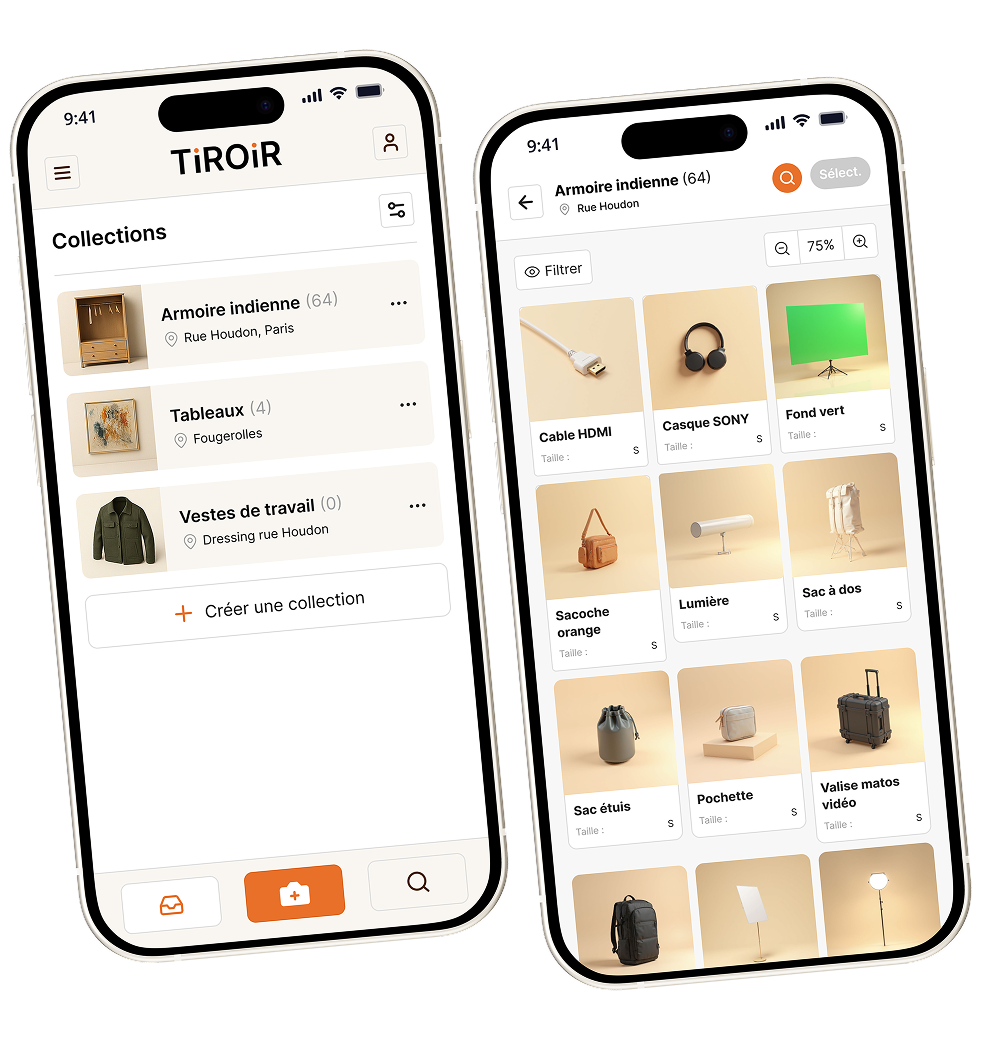 9:41
TiROiR
Collections
Armoire indienne (64)
Rue Houdon, Paris
Tableaux (4)
Fougerolles
Vestes de travail (0)
Dressing rue Houdon
Créer une collection
9:41
Armoire indienne (64)
Rue Houdon
Sélect.
Filtrer
75%
Cable HDMI
Taille :
S
Casque SONY
Taille :
S
Fond vert
Taille :
S
Sacoche
orange
Taille :
S
Lumière
Taille :
S
Sac à dos
Taille :
S
Sac étuis
Taille :
S
Pochette
Taille :
S
Valise matos
vidéo
Taille :
S